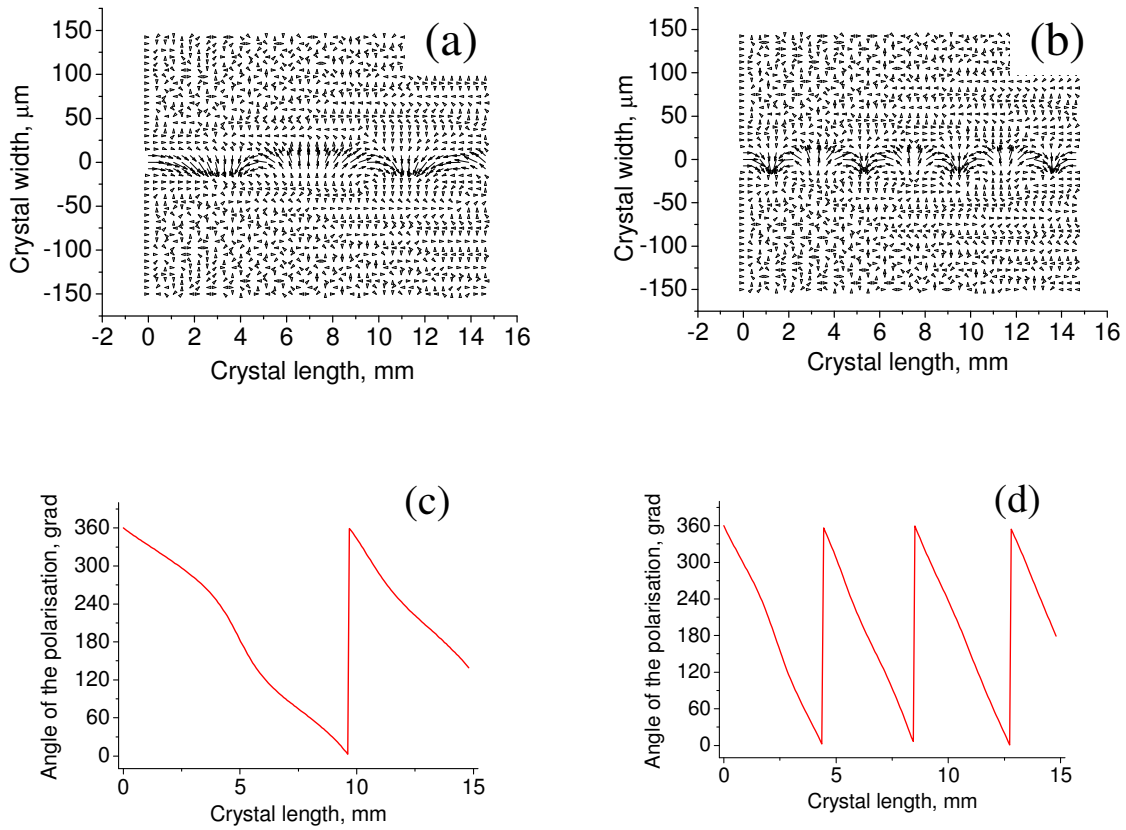 (a)
Crystal width, μm
150
100
50
0
-50
-100
-150
-2 0 2 4 6 8 10 12 14 16
Crystal length, mm
(b)
Crystal width, μm
150
100
50
0
-50
-100
-150
-2 0 2 4 6 8 10 12 14 16
Crystal length, mm
(c)
Angle of the polarisation, grad
360
300
240
180
120
60
0
0 5 10 15
Crystal length, mm
(d)
Angle of the polarisation, grad
360
300
240
180
120
60
0
0 5 10 15
Crystal length, mm